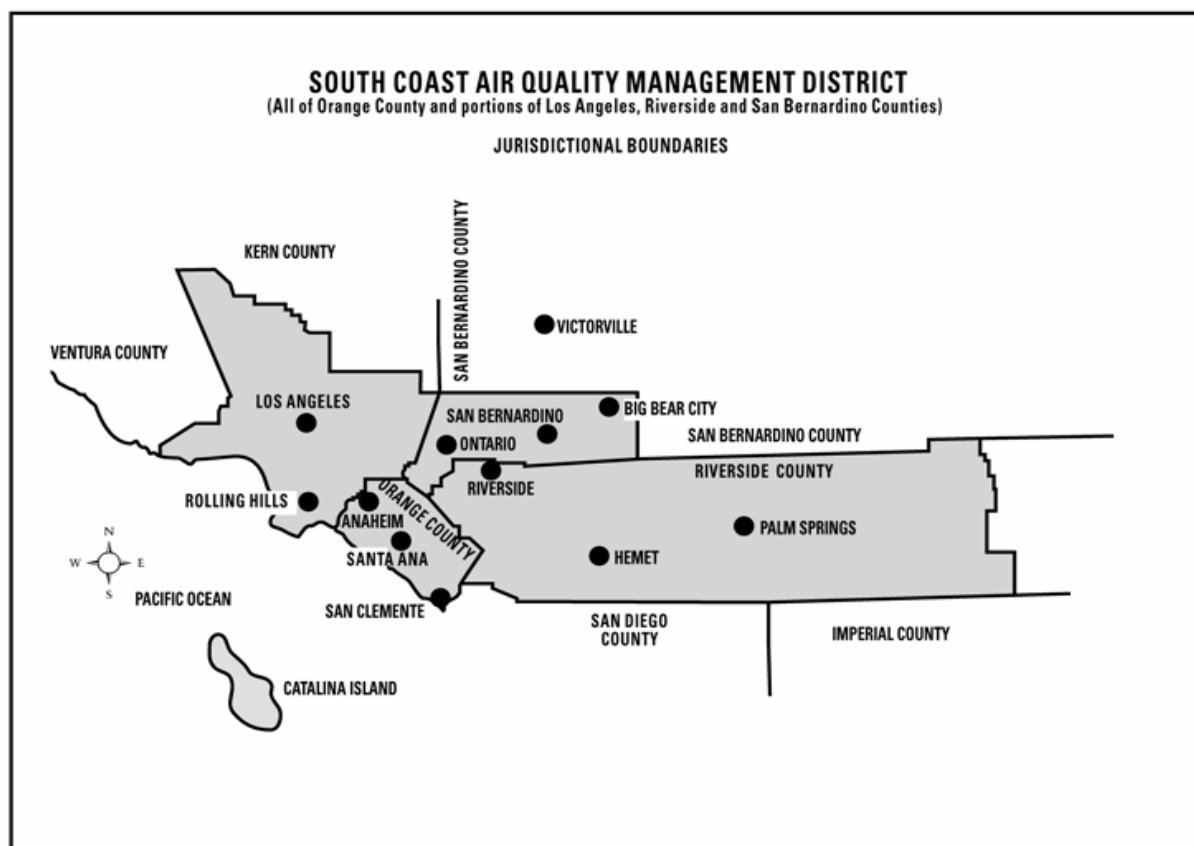 SOUTH COAST AIR QUALITY MANAGEMENT DISTRICT
(All of Orange County and portions of Los Angeles, Riverside and San Bernardino Counties)
JURISDICTIONAL BOUNDARIES
SAN BERNARDINO COUNTY
KERN COUNTY
VICTORVILLE
VENTURA COUNTY
LOS ANGELES
BIG BEAR CITY
SAN BERNARDINO
ONTARIO
SAN BERNARDINO COUNTY
RIVERSIDE COUNTY
RIVERSIDE
ROLLING HILLS
ANAHEIM
ORANGE COUNTY
PALM SPRINGS
SANTA ANA
HEMET
N
W
E
S
PACIFIC OCEAN
SAN CLEMENTE
SAN DIEGO
COUNTY
IMPERIAL COUNTY
CATALINA ISLAND